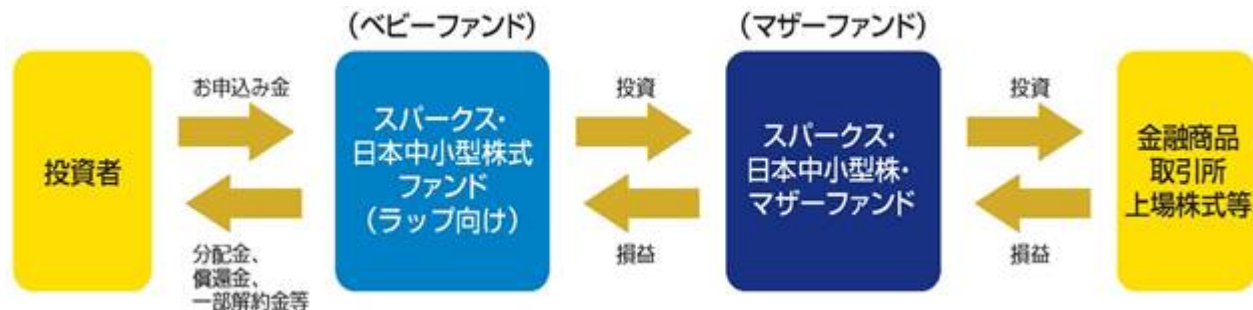 (ベビーファンド)
(マザーファンド)
投資者
お申込み金
分配金、
償還金、
一部解約金等
スパークス・
日本中小型株式
ファンド
(ラップ向け)
投資
損益
スパークス・
日本中小型株・
マザーファンド
投資
損益
金融商品
取引所
上場株式等